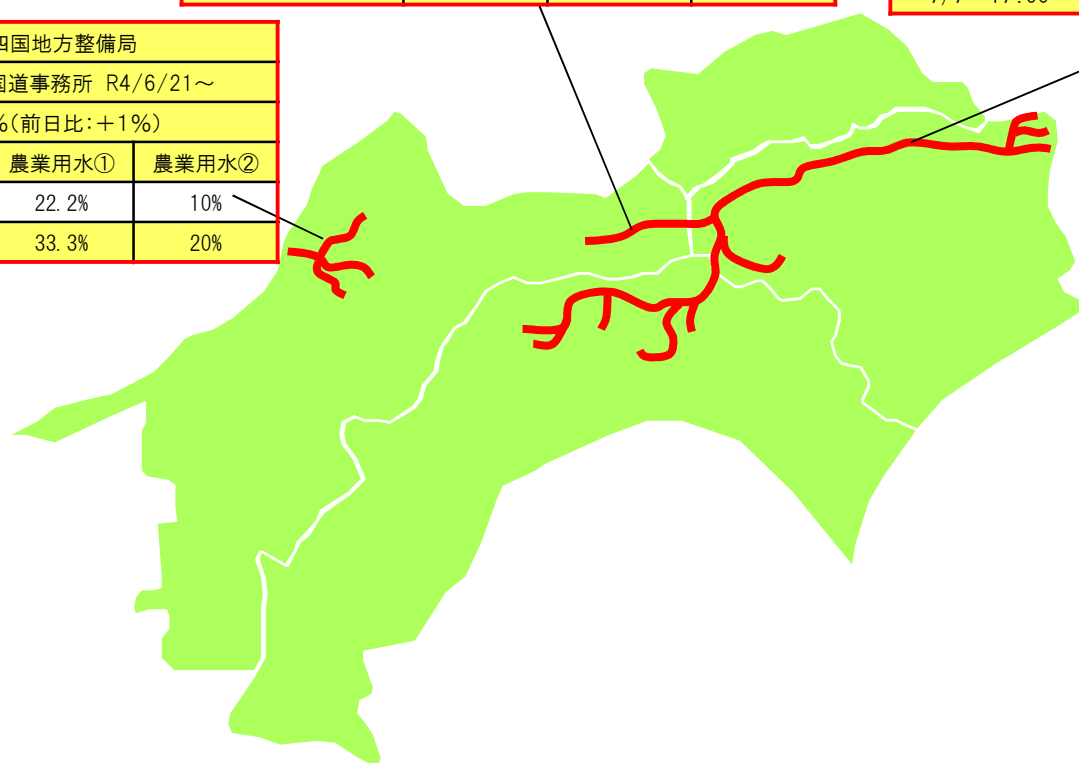 四国地方整備局
国道事務所 R4/6/21～
%(前日比:＋1%)
農業用水① 農業用水②
22.2% 10%
33.3% 20%